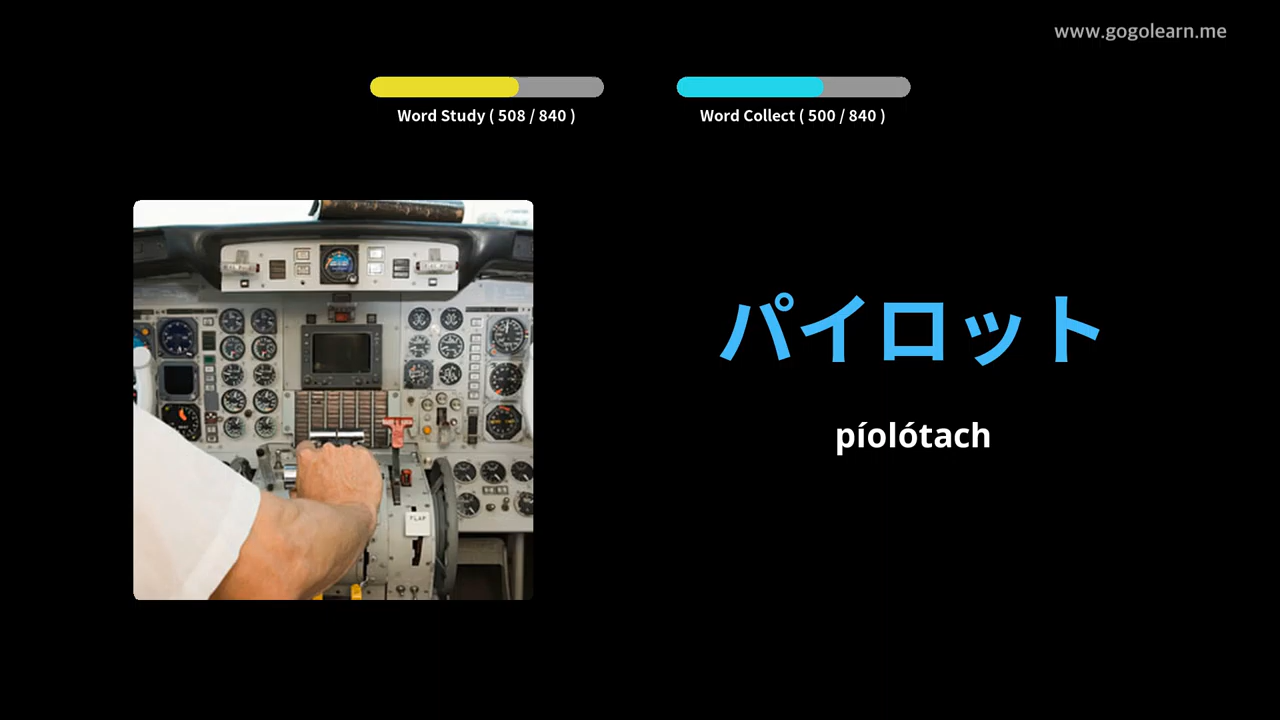 www.gogolearn.me
Word Study ( 508 / 840 )
Word Collect ( 500 / 840 )
パイロット
píolótach
FLAP